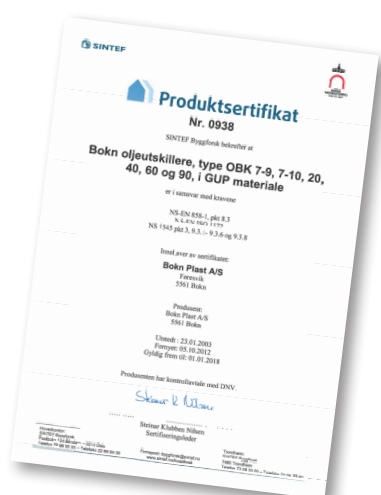 SINTEF
Produktsertifikat
Nr. 0938
SINTEF Byggforsk bekrefter at
Bokn oljeutskillere, type OBK 7-9, 7-10, 20,
40, 60 og 90, i GUP materiale
er i samsvar med kravene
NS-EN 858-1, pkt 8.3
NS 1545 pkt 3, 9.3.6 og 9.3.8
Innehaver av sertifikatet:
Bokn Plast A/S
Føresvik
5561 Bokn
Produsent:
Bokn Plast A/S
5561 Bokn
Utstedt : 23.01.2003
Fornyet: 05.10.2012
Gyldig frem til: 01.01.2018
Produsenten har kontrollavtale med DNV.
Steinar K Nilsen
Steinar Klubben Nilsen
Sertifiseringsleder